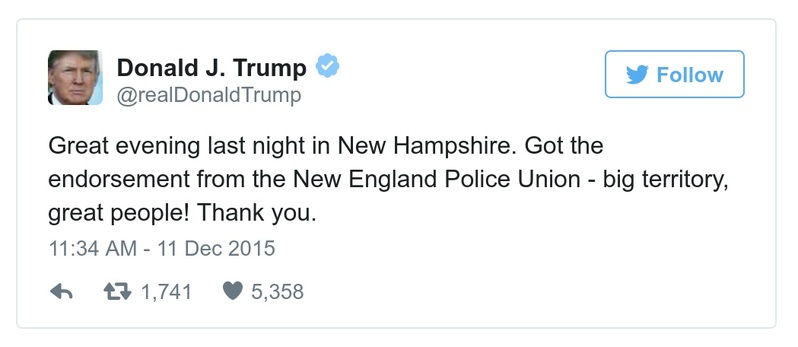 Donald J. Trump
@realDonaldTrump
Follow
Great evening last night in New Hampshire. Got the
endorsement from the New England Police Union - big territory,
great people! Thank you.
11:34 AM - 11 Dec 2015
1,741 5,358